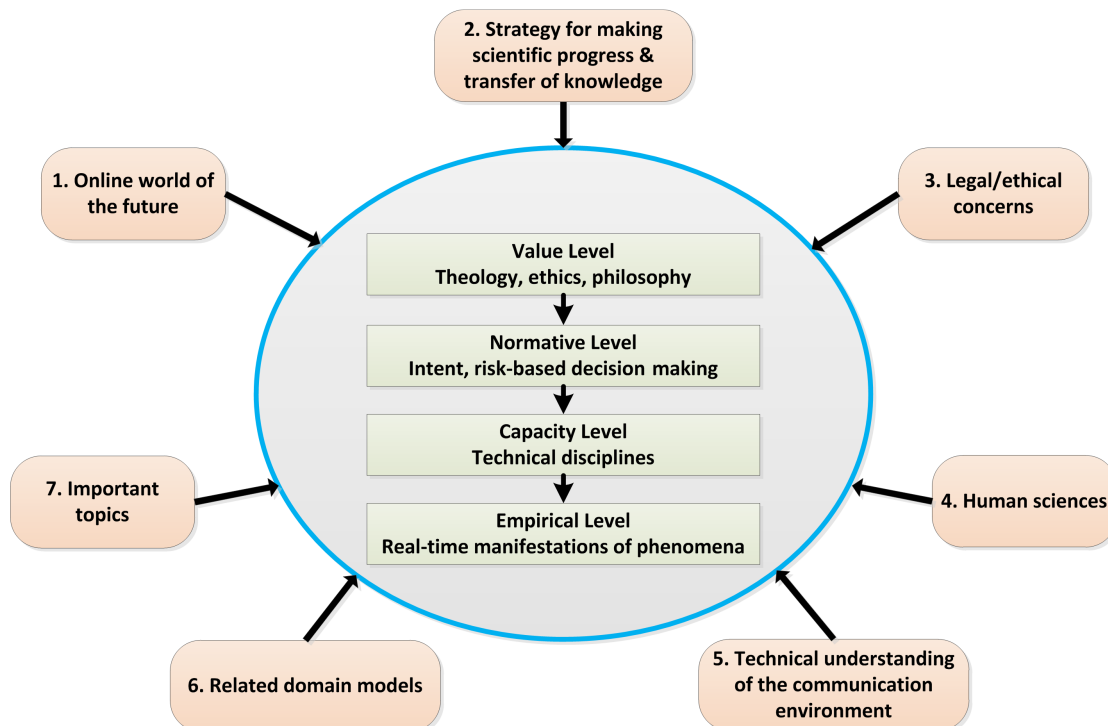 2. Strategy for making
scientific progress &
transfer of knowledge
1. Online world of
the future
3. Legal/ethical
concerns
Value Level
Theology, ethics, philosophy
Normative Level
Intent, risk-based decision making
Capacity Level
Technical disciplines
Empirical Level
Real-time manifestations of phenomena
7. Important
topics
4. Human sciences
6. Related domain models
5. Technical understanding
of the communication
environment